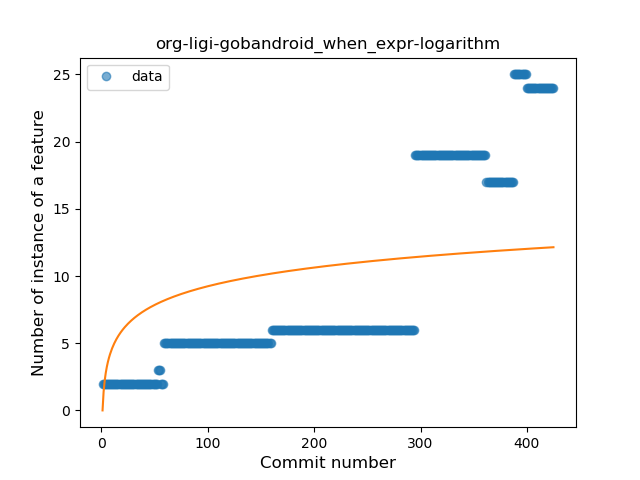 org-ligi-gobandroid_when_expr-logarithm
data
Number of instance of a feature
25
20
15
10
5
0
0 100 200 300 400
Commit number